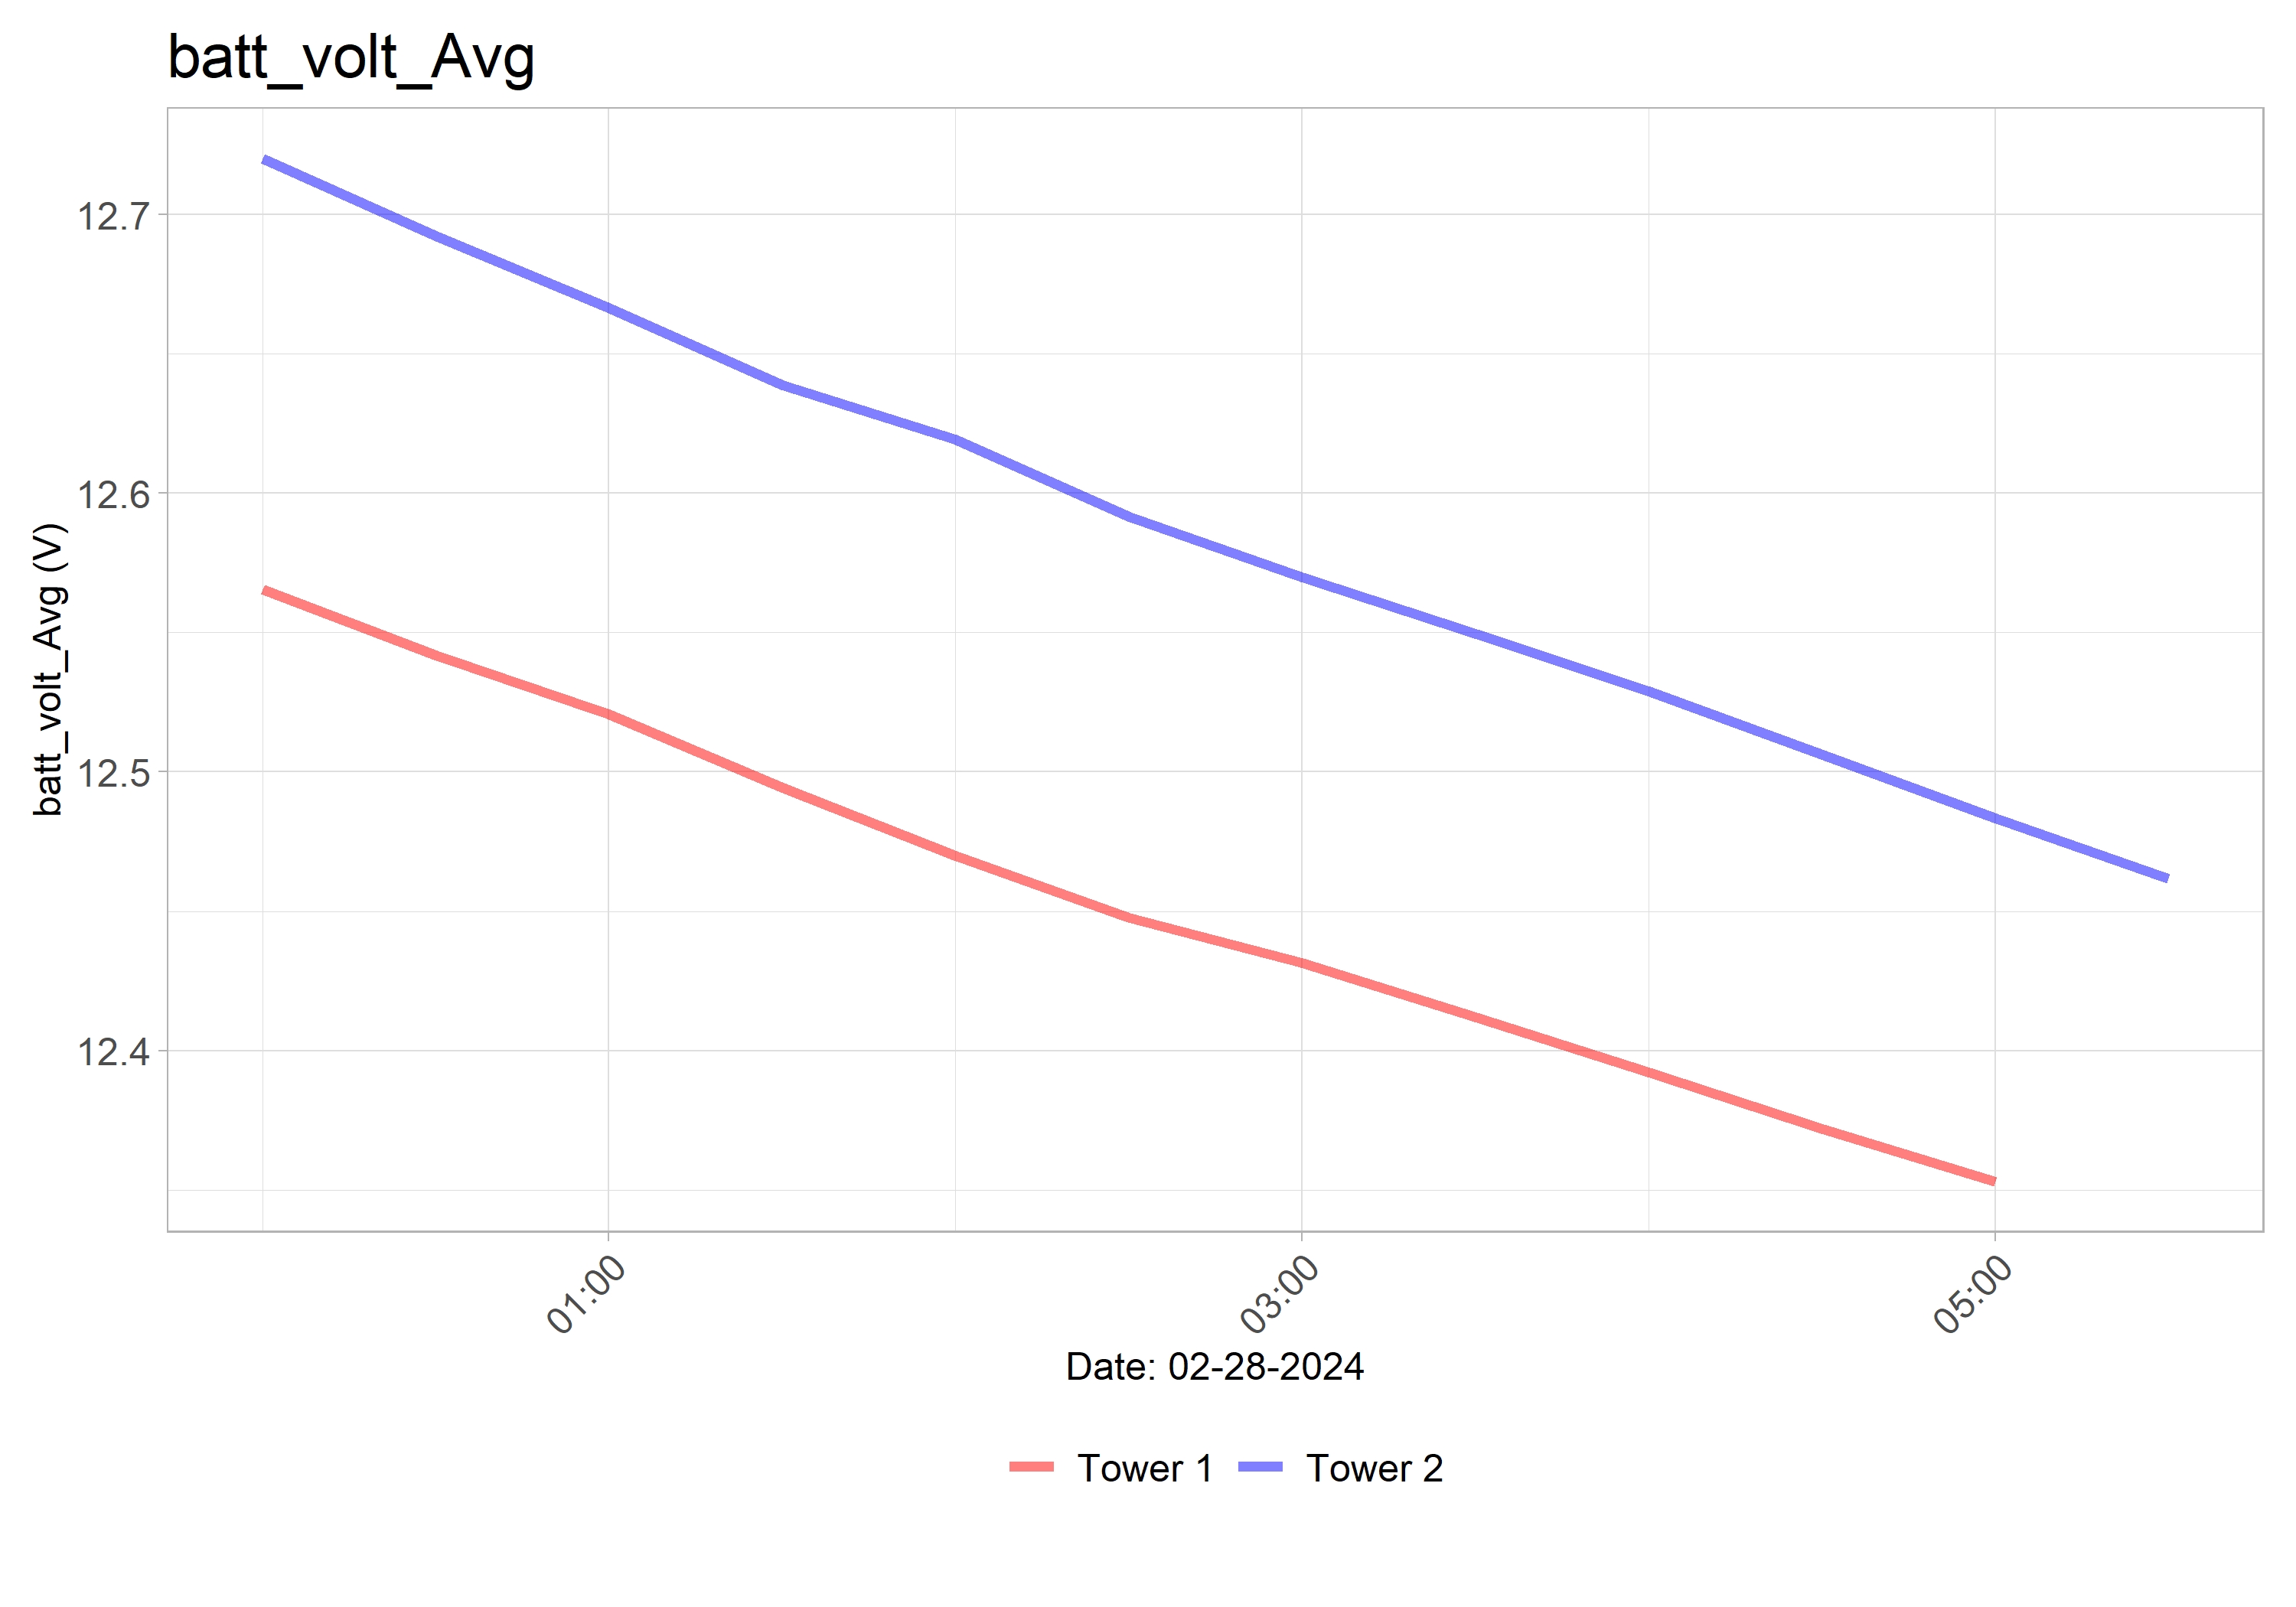 batt_volt_Avg
12.7
12.6
12.5
12.4
batt_volt_Avg (V)
01:00
03:00
05:00
Date: 02-28-2024
Tower 1
Tower 2